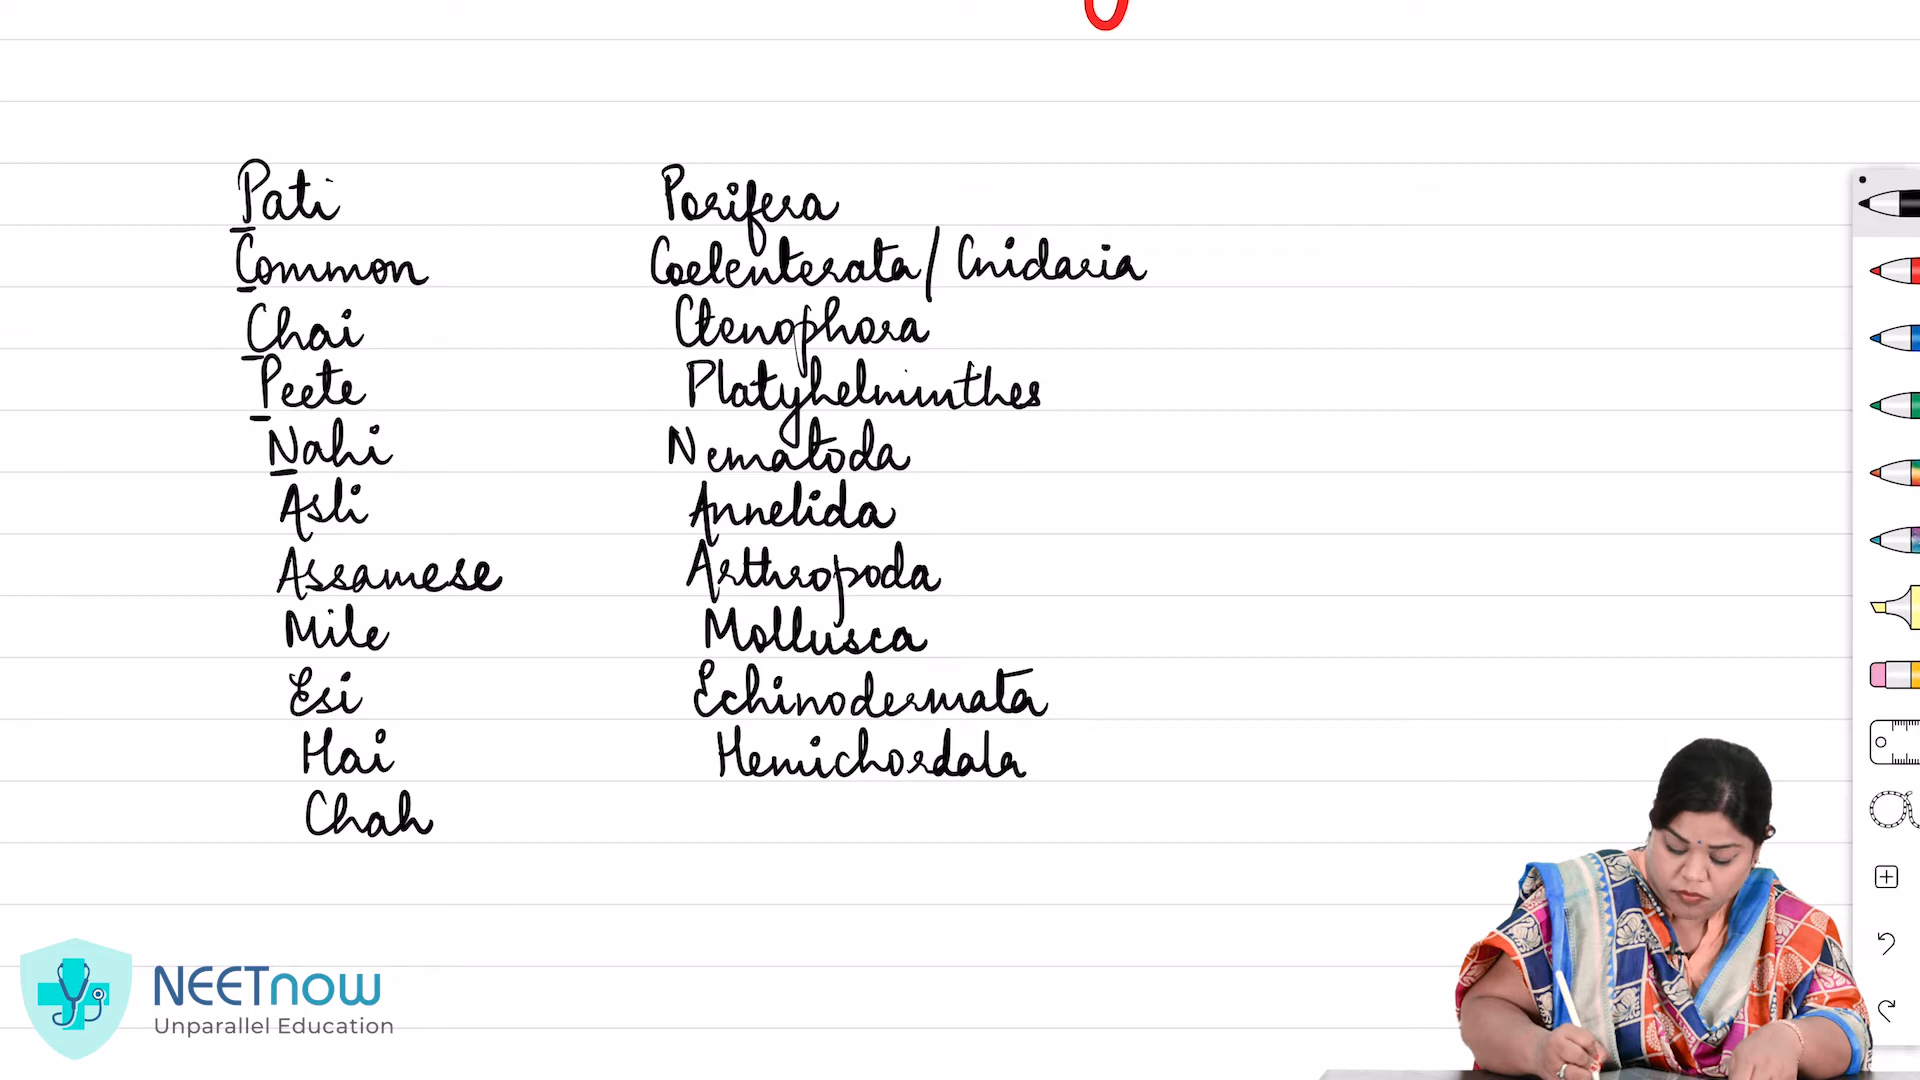 Pati Porifera
Common Coelenterata/ Cnidaria
Chai Ctenophora
Peete Platyhelminthes
Nahi Nematoda
Asli Annelida
Assamese Arthropoda
Mile Mollusca
Esi Echinodermata
Hai Hemichordata
Chah
NEETnow
Unparallel Education